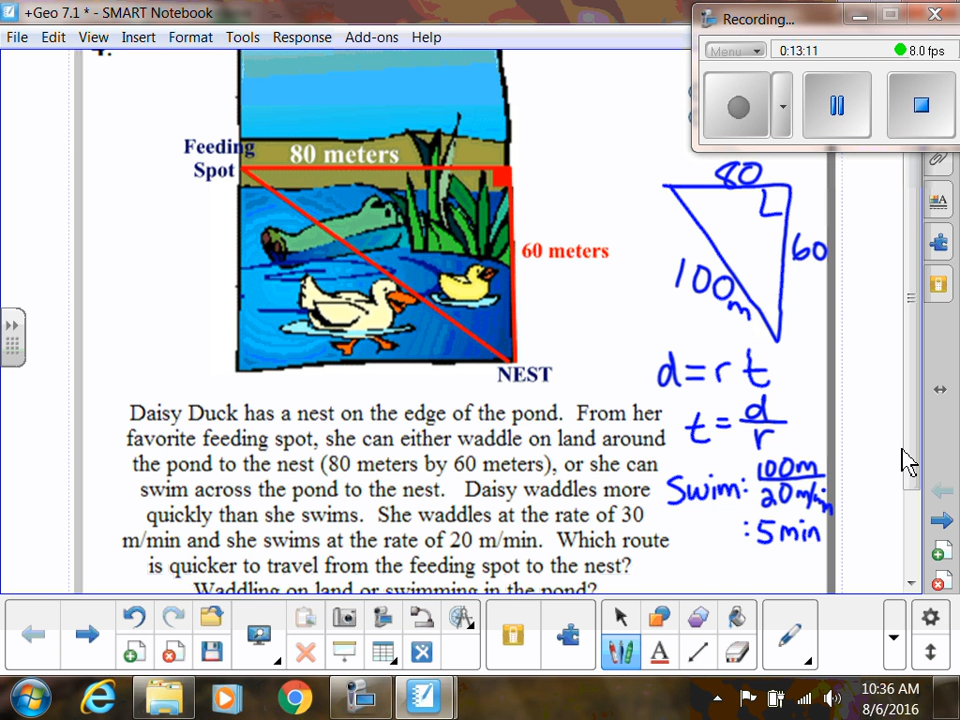 +Geo 7.1 * - SMART Notebook
Recording...
File Edit View Insert Format Tools Response Add-ons Help
Menu
0:13:11
8.0 fps
4.
Feeding
Spot
80 meters
60 meters
NEST
80
60
100m
d = r t
t = d/r
Swim: 100m/20 m/min
: 5 min
Daisy Duck has a nest on the edge of the pond. From her
favorite feeding spot, she can either waddle on land around
the pond to the nest (80 meters by 60 meters), or she can
swim across the pond to the nest. Daisy waddles more
quickly than she swims. She waddles at the rate of 30
m/min and she swims at the rate of 20 m/min. Which route
is quicker to travel from the feeding spot to the nest?
Waddling on land or swimming in the pond?
10:36 AM
8/6/2016